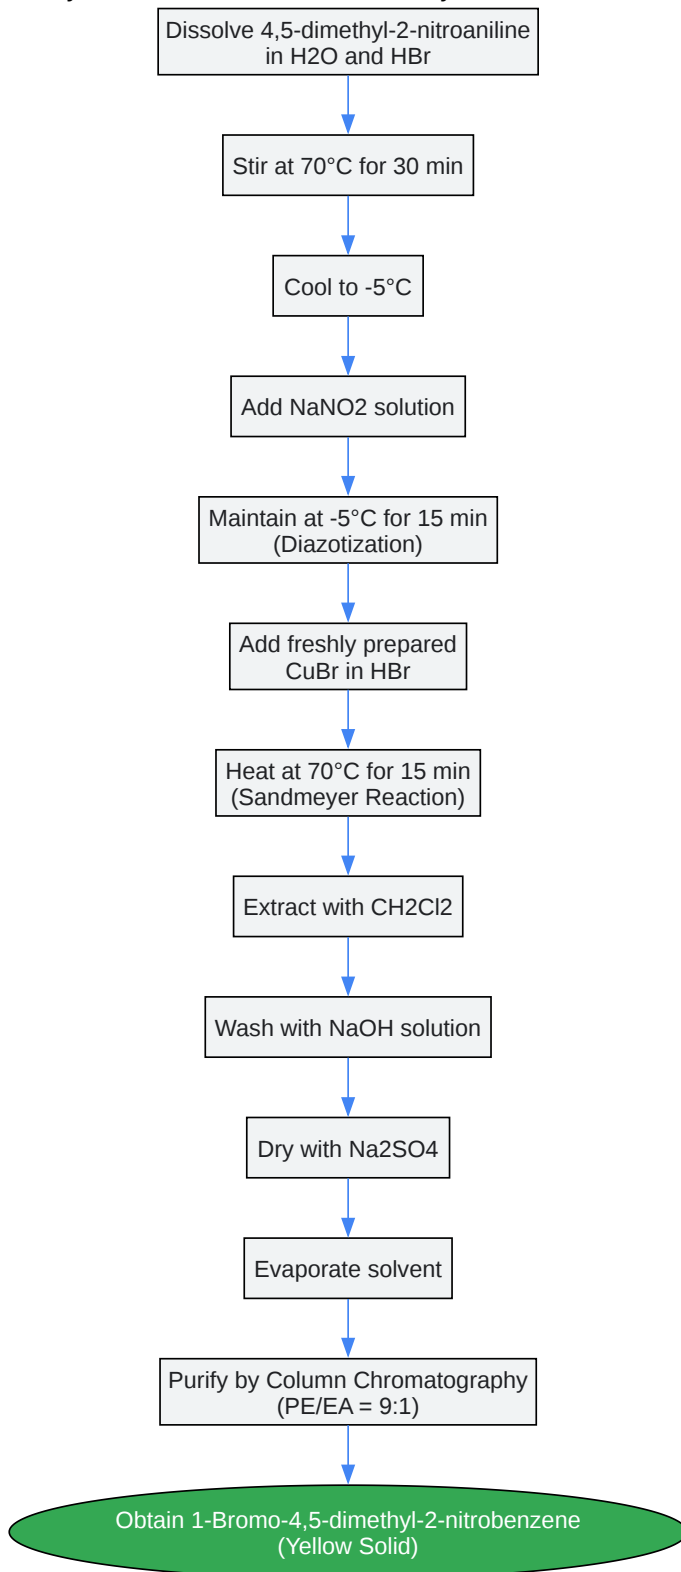 Dissolve 4,5-dimethyl-2-nitroaniline
in H2O and HBr
Stir at 70°C for 30 min
Cool to -5°C
Add NaNO2 solution
Maintain at -5°C for 15 min
(Diazotization)
Add freshly prepared
CuBr in HBr
Heat at 70°C for 15 min
(Sandmeyer Reaction)
Extract with CH2Cl2
Wash with NaOH solution
Dry with Na2SO4
Evaporate solvent
Purify by Column Chromatography
(PE/EA = 9:1)
Obtain 1-Bromo-4,5-dimethyl-2-nitrobenzene
(Yellow Solid)